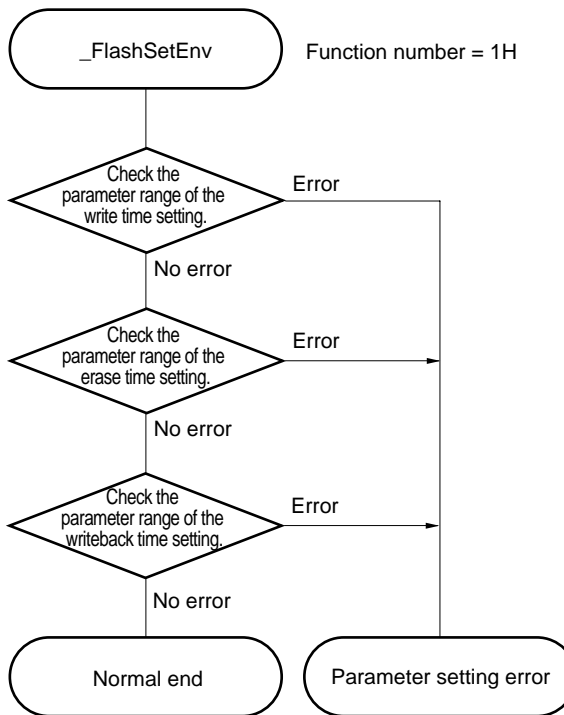 _FlashSetEnv
Function number = 1H
Check the
parameter range of the
write time setting.
Error
No error
Check the
parameter range of the
erase time setting.
Error
No error
Check the
parameter range of the
writeback time setting.
Error
No error
Normal end
Parameter setting error